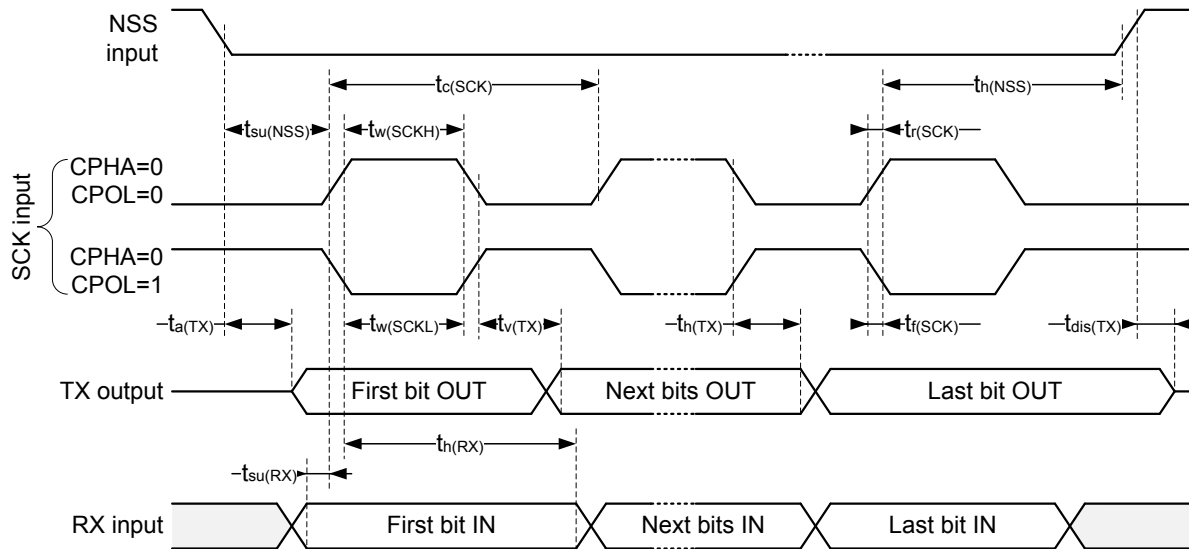 NSS
input
tc(SCK)
th(NSS)
tsu(NSS)
tw(SCKH)
tr(SCK)
SCK input
CPHA=0
CPOL=0
CPHA=0
CPOL=1
ta(TX)
tw(SCKL)
tv(TX)
th(TX)
tf(SCK)
tdis(TX)
TX output
First bit OUT
Next bits OUT
Last bit OUT
th(RX)
tsu(RX)
RX input
First bit IN
Next bits IN
Last bit IN